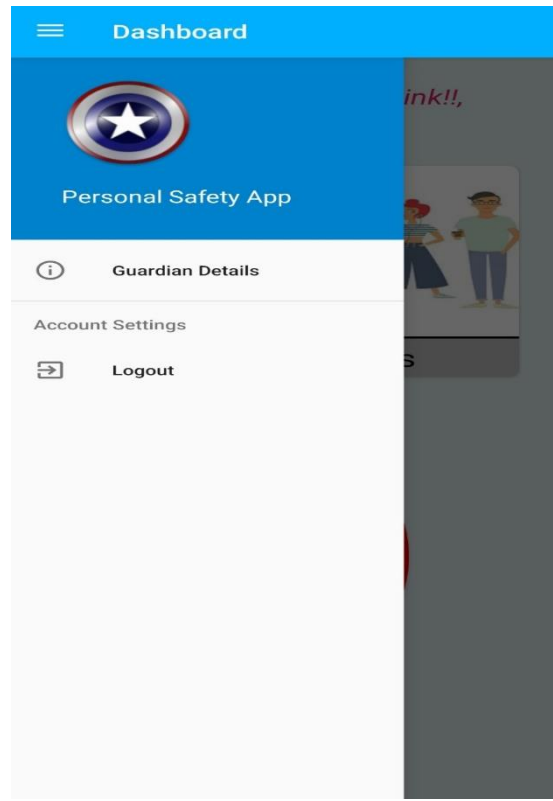 Dashboard
ink!!,
Personal Safety App
Guardian Details
Account Settings
S
Logout